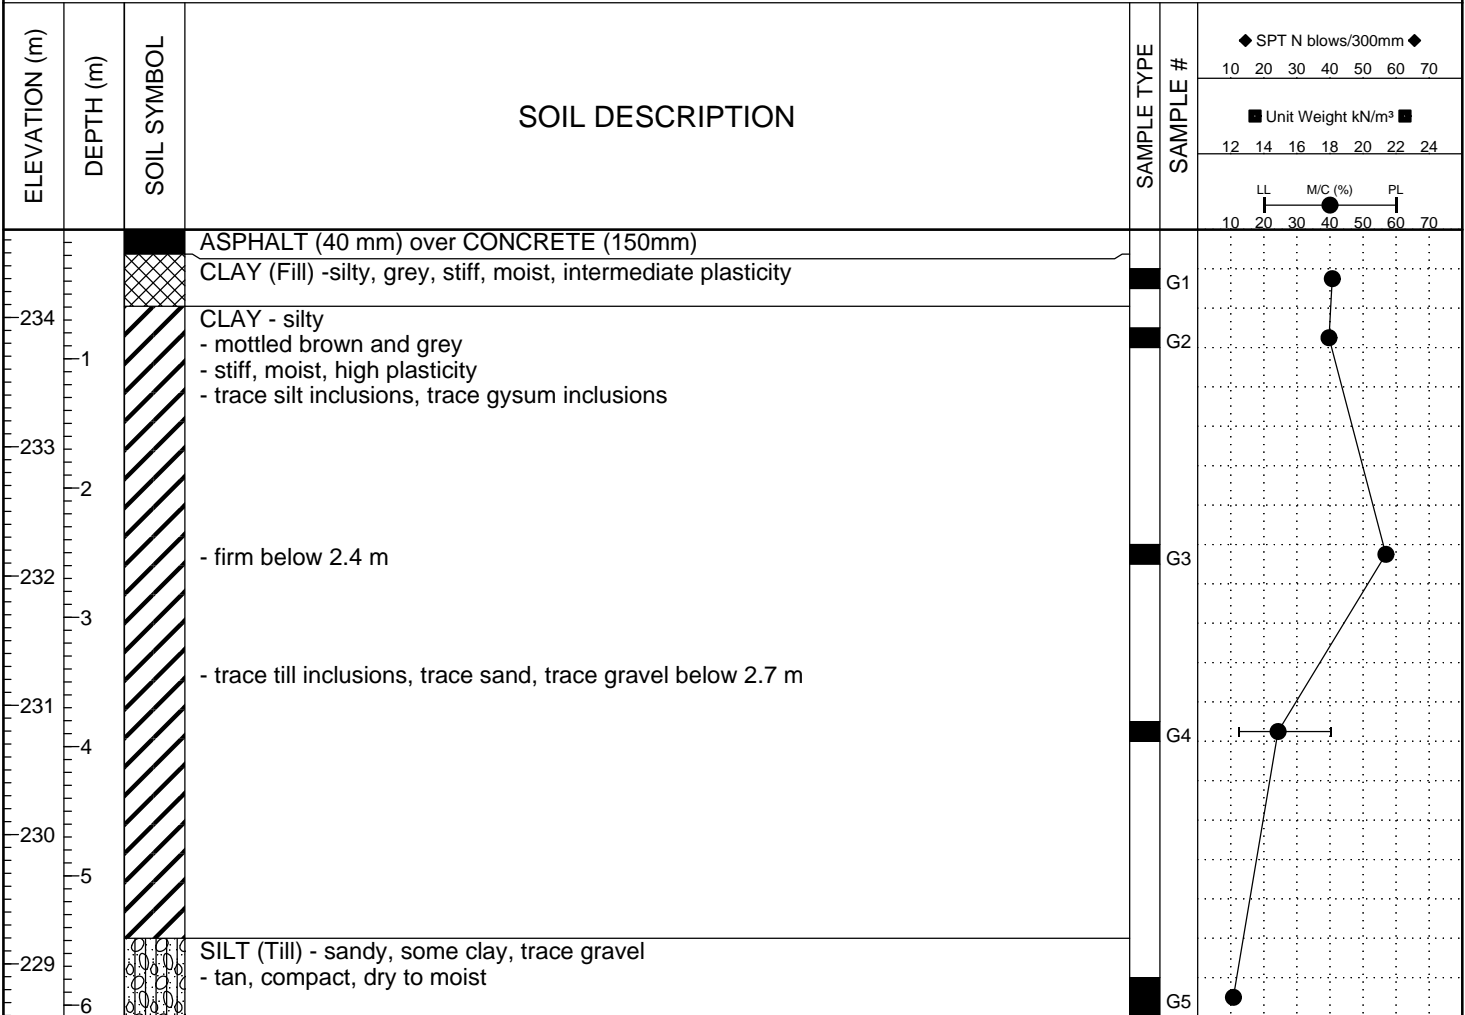 ELEVATION (m)
DEPTH (m)
SOIL SYMBOL
SOIL DESCRIPTION
SAMPLE TYPE
SAMPLE #
◆ SPT N blows/300mm ◆
10 20 30 40 50 60 70
■ Unit Weight kN/m³ ■
12 14 16 18 20 22 24
LL M/C (%) PL
10 20 30 40 50 60 70
ASPHALT (40 mm) over CONCRETE (150mm)
CLAY (Fill) -silty, grey, stiff, moist, intermediate plasticity
G1
234
CLAY - silty
- mottled brown and grey
G2
1
- stiff, moist, high plasticity
- trace silt inclusions, trace gysum inclusions
233
2
- firm below 2.4 m
G3
232
3
- trace till inclusions, trace sand, trace gravel below 2.7 m
231
G4
4
230
5
SILT (Till) - sandy, some clay, trace gravel
229
- tan, compact, dry to moist
G5
6